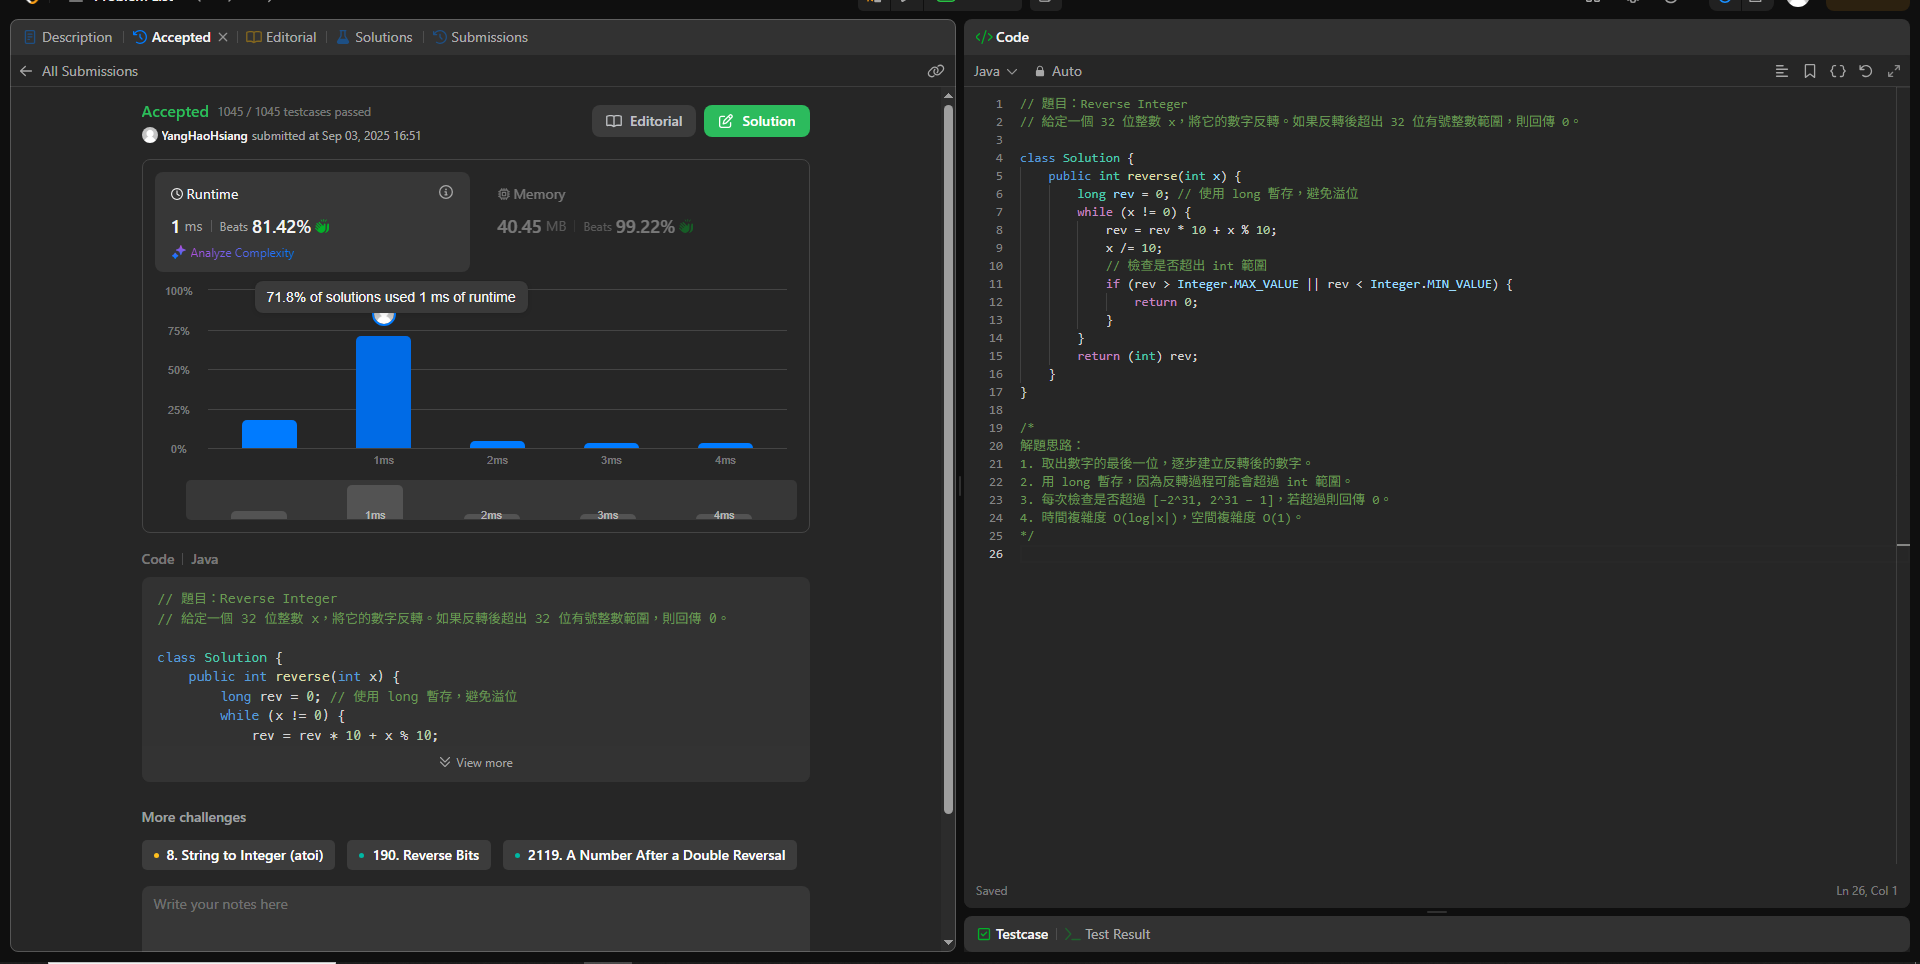 Description
Accepted
Editorial
Solutions
Submissions
All Submissions
Accepted 1045 / 1045 testcases passed
YangHaoHsiang submitted at Sep 03, 2025 16:51
Editorial
Solution
Runtime
1 ms Beats 81.42%
Analyze Complexity
Memory
40.45 MB Beats 99.22%
71.8% of solutions used 1 ms of runtime
100%
75%
50%
25%
0%
1ms 2ms 3ms 4ms
1ms 2ms 3ms 4ms
Code Java
// 題目：Reverse Integer
// 給定一個 32 位整數 x，將它的數字反轉。如果反轉後超出 32 位有號整數範圍，則回傳 0。
class Solution {
public int reverse(int x) {
long rev = 0; // 使用 long 暫存，避免溢位
while (x != 0) {
rev = rev * 10 + x % 10;
View more
More challenges
8. String to Integer (atoi)
190. Reverse Bits
2119. A Number After a Double Reversal
Write your notes here
</> Code
Java
Auto
1 // 題目：Reverse Integer
2 // 給定一個 32 位整數 x，將它的數字反轉。如果反轉後超出 32 位有號整數範圍，則回傳 0。
3
4 class Solution {
5 public int reverse(int x) {
6 long rev = 0; // 使用 long 暫存，避免溢位
7 while (x != 0) {
8 rev = rev * 10 + x % 10;
9 x /= 10;
10 // 檢查是否超出 int 範圍
11 if (rev > Integer.MAX_VALUE || rev < Integer.MIN_VALUE) {
12 return 0;
13 }
14 }
15 return (int) rev;
16 }
17 }
18
19 /*
20 解題思路：
21 1. 取出數字的最後一位，逐步建立反轉後的數字。
22 2. 用 long 暫存，因為反轉過程可能會超過 int 範圍。
23 3. 每次檢查是否超過 [-2^31, 2^31 - 1]，若超過則回傳 0。
24 4. 時間複雜度 O(log|x|)，空間複雜度 O(1)。
25 */
26
Saved
Ln 26, Col 1
Testcase
Test Result